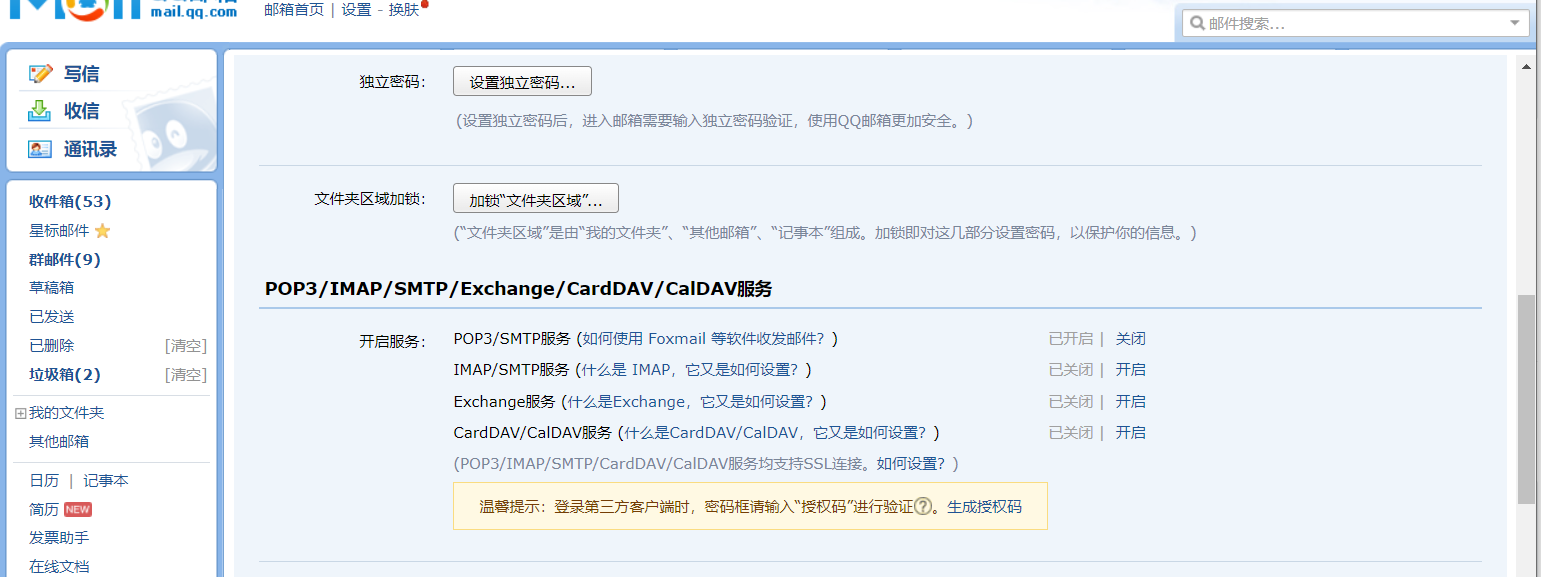 mail.qq.com
邮箱首页 | 设置 - 换肤
邮件搜索...
写信
收信
通讯录
收件箱(53)
星标邮件
群邮件(9)
草稿箱
已发送
已删除 [清空]
垃圾箱(2) [清空]
我的文件夹
其他邮箱
日历 | 记事本
简历 NEW
发票助手
在线文档
独立密码： 设置独立密码...
(设置独立密码后，进入邮箱需要输入独立密码验证，使用QQ邮箱更加安全。)
文件夹区域加锁： 加锁“文件夹区域”...
(“文件夹区域”是由“我的文件夹”、“其他邮箱”、“记事本”组成。加锁即对这几部分设置密码，以保护你的信息。)
POP3/IMAP/SMTP/Exchange/CardDAV/CalDAV服务
开启服务： POP3/SMTP服务 (如何使用 Foxmail 等软件收发邮件？) 已开启 | 关闭
IMAP/SMTP服务 (什么是 IMAP，它又是如何设置？) 已关闭 | 开启
Exchange服务 (什么是Exchange，它又是如何设置？) 已关闭 | 开启
CardDAV/CalDAV服务 (什么是CardDAV/CalDAV，它又是如何设置？) 已关闭 | 开启
(POP3/IMAP/SMTP/CardDAV/CalDAV服务均支持SSL连接。如何设置？)
温馨提示：登录第三方客户端时，密码框请输入“授权码”进行验证?。生成授权码